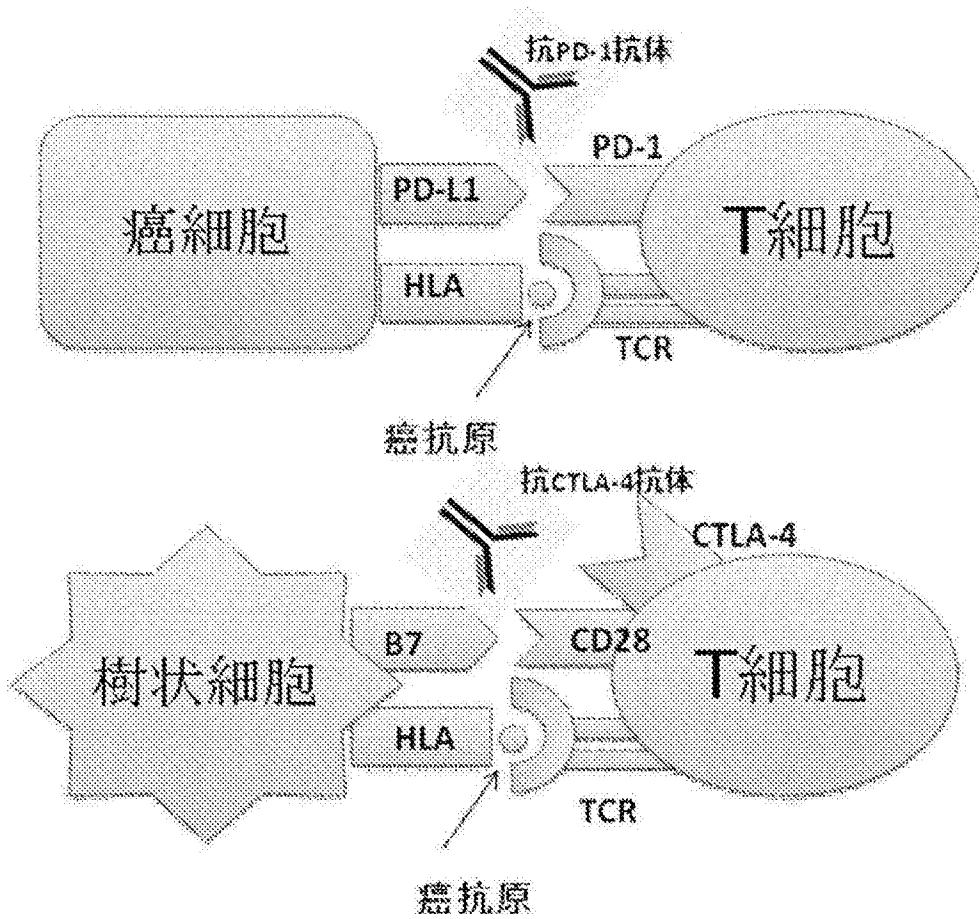 抗PD-1抗体
PD-1
PD-L1
癌細胞
T細胞
HLA
TCR
癌抗原
抗CTLA-4抗体
CTLA-4
B7
CD28
樹状細胞
T細胞
HLA
TCR
癌抗原